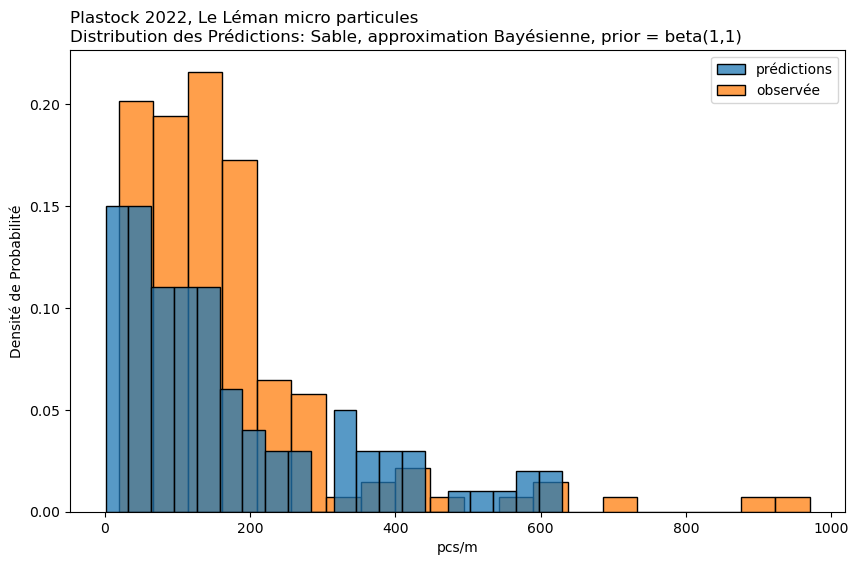 Plastock 2022, Le Léman micro particules
Distribution des Prédictions: Sable, approximation Bayésienne, prior = beta(1,1)
prédictions
observée
Densité de Probabilité
0.20
0.15
0.10
0.05
0.00
0
200
400
600
800
1000
pcs/m